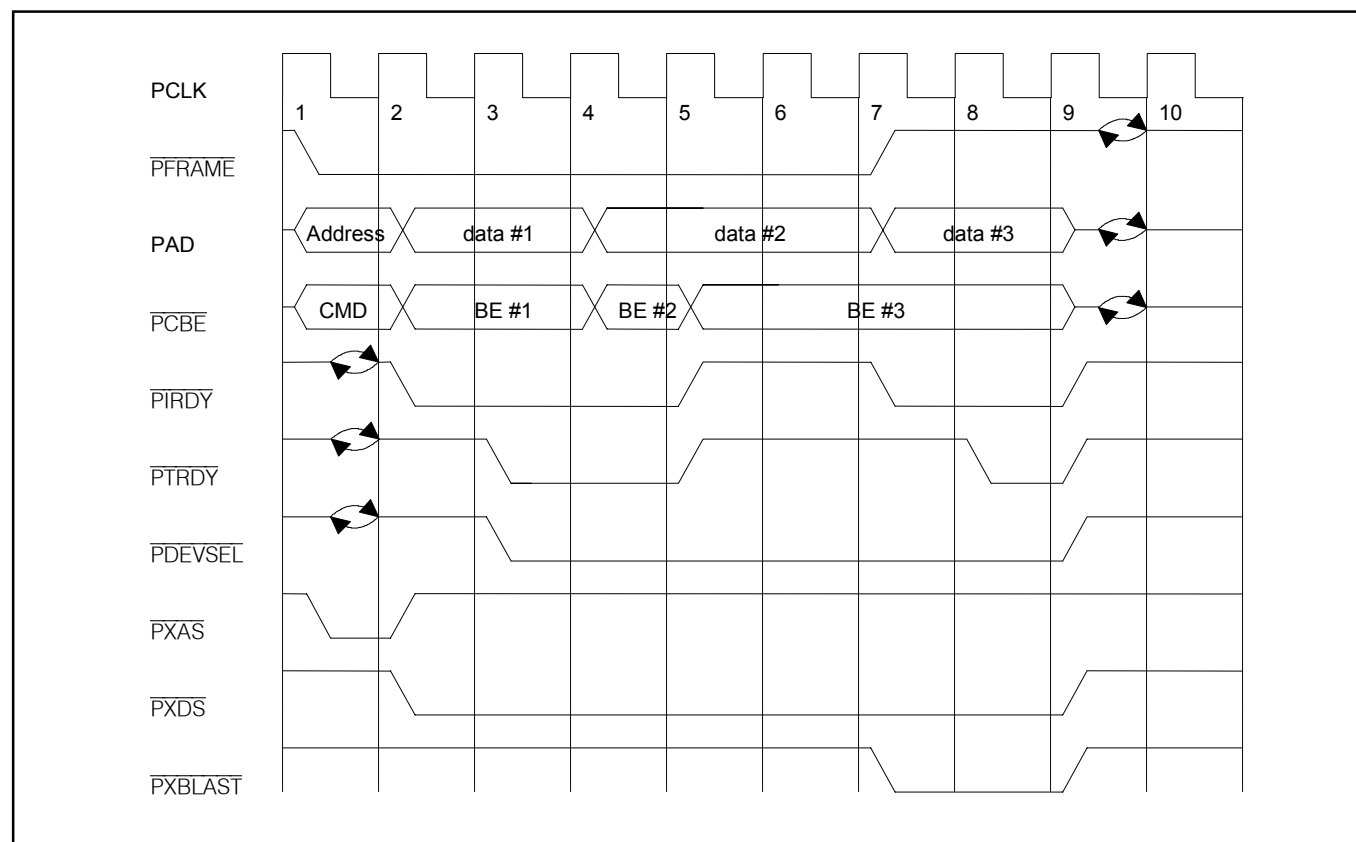 PCLK
1 2 3 4 5 6 7 8 9 10
PFRAME
PAD
Address data #1 data #2 data #3
PCBE
CMD BE #1 BE #2 BE #3
PIRDY
PTRDY
PDEVSEL
PXAS
PXDS
PXBLAST